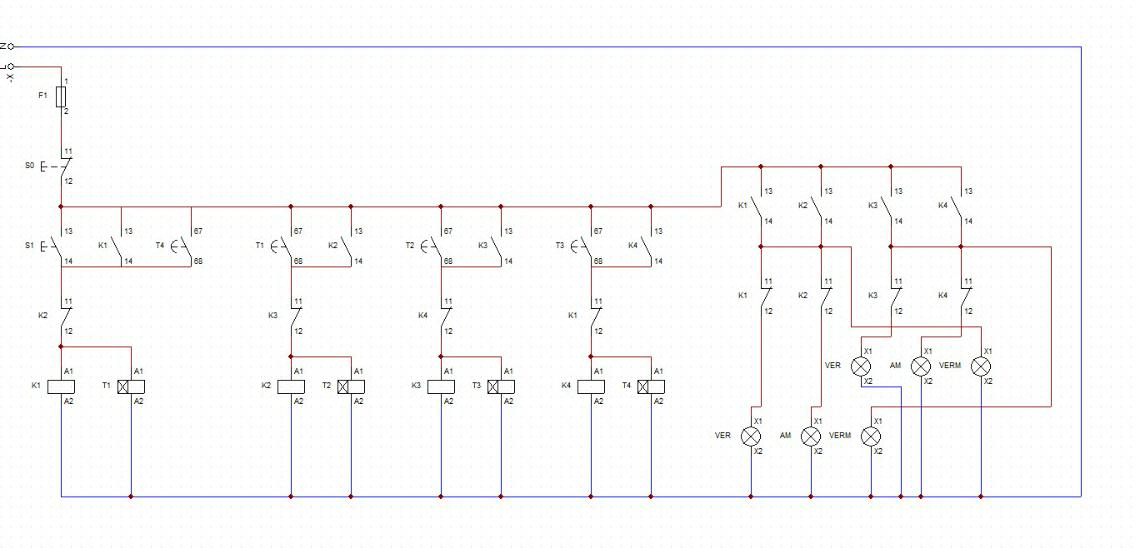 N
L
-X
1
F1
2
11
S0
12
13 13 67 67 13 67 13 67 13
S1 K1 T4 T1 K2 T2 K3 T3 K4
14 14 68 68 14 68 14 68 14
13 13 13 13
K1 K2 K3 K4
14 14 14 14
11 11 11 11
K1 K2 K3 K4
12 12 12 12
11 11 11 11
K2 K3 K4 K1
12 12 12 12
X1 X1 X1
VER AM VERM
X2 X2 X2
A1 A1 A1 A1 A1 A1 A1 A1
K1 T1 K2 T2 K3 T3 K4 T4
A2 A2 A2 A2 A2 A2 A2 A2
X1 X1 X1
VER AM VERM
X2 X2 X2